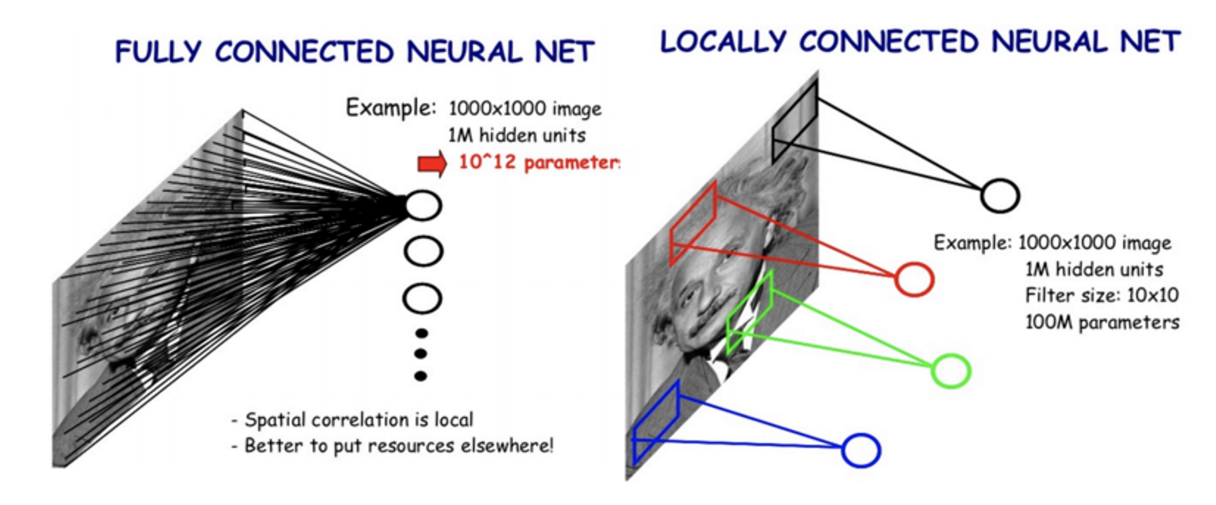 FULLY CONNECTED NEURAL NET
Example: 1000x1000 image
1M hidden units
10^12 parameter
- Spatial correlation is local
- Better to put resources elsewhere!
LOCALLY CONNECTED NEURAL NET
Example: 1000x1000 image
1M hidden units
Filter size: 10x10
100M parameters